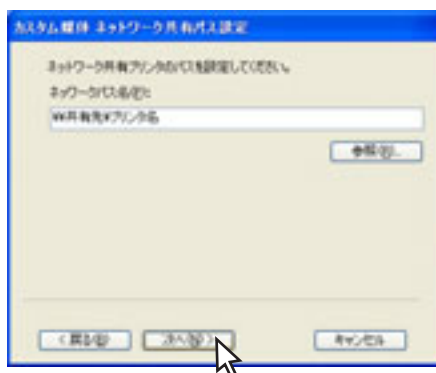 カスタム媒体 ネットワーク共有パス設定
ネットワーク共有プリンタのパスを設定してください。
ネットワークパス名(P):
¥¥共有先¥プリンタ名
参照(R)...
< 戻る(B)
次へ(N) >
キャンセル